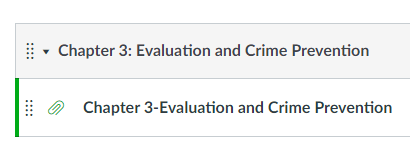 Chapter 3: Evaluation and Crime Prevention
Chapter 3-Evaluation and Crime Prevention